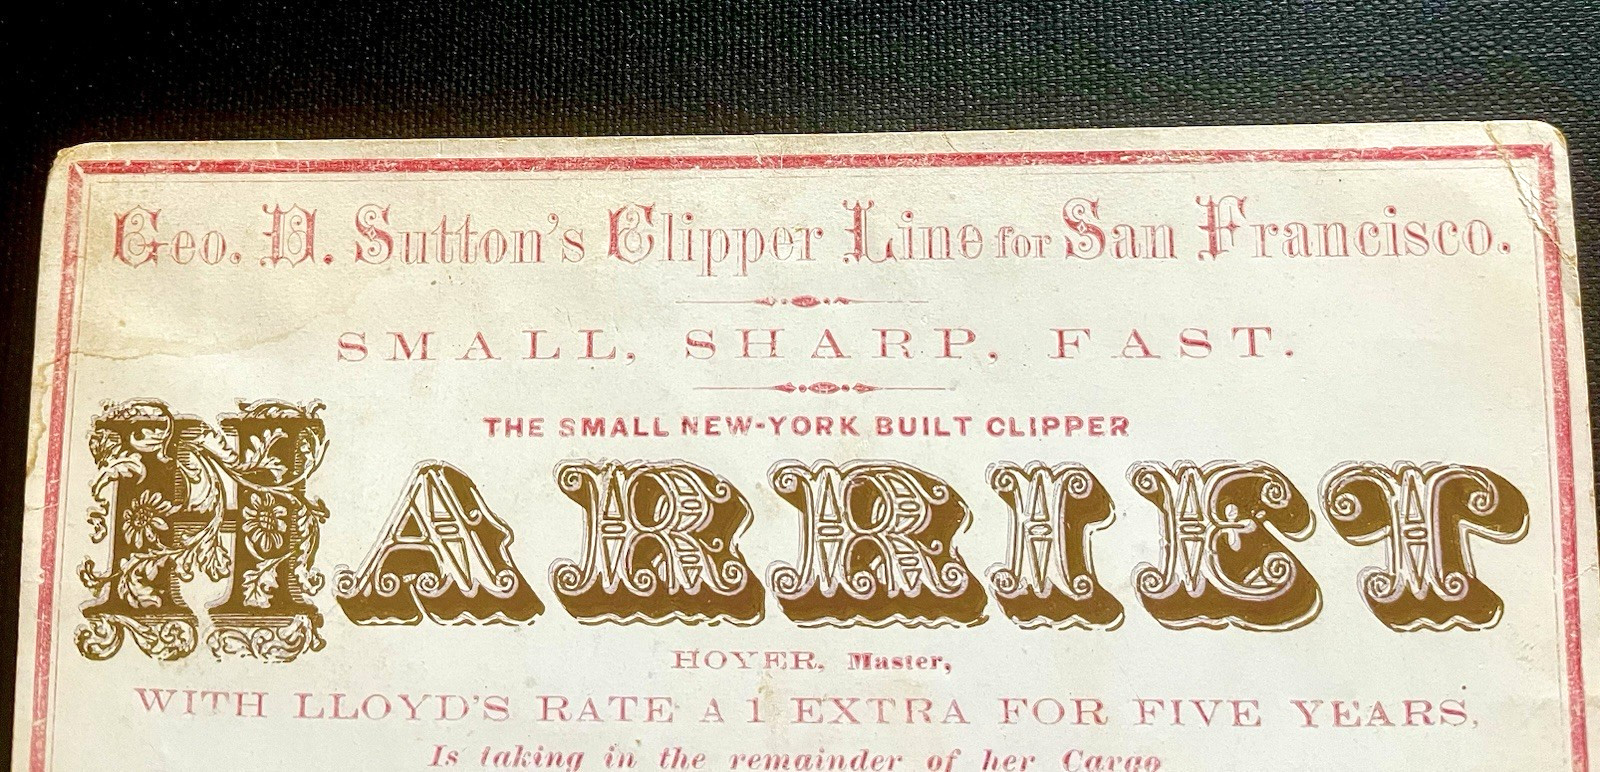 Geo. D. Sutton's Clipper Line for San Francisco.
SMALL, SHARP, FAST.
THE SMALL NEW-YORK BUILT CLIPPER
HARRIET
HOYER, Master,
WITH LLOYD'S RATE A 1 EXTRA FOR FIVE YEARS,
Is taking in the remainder of her Cargo